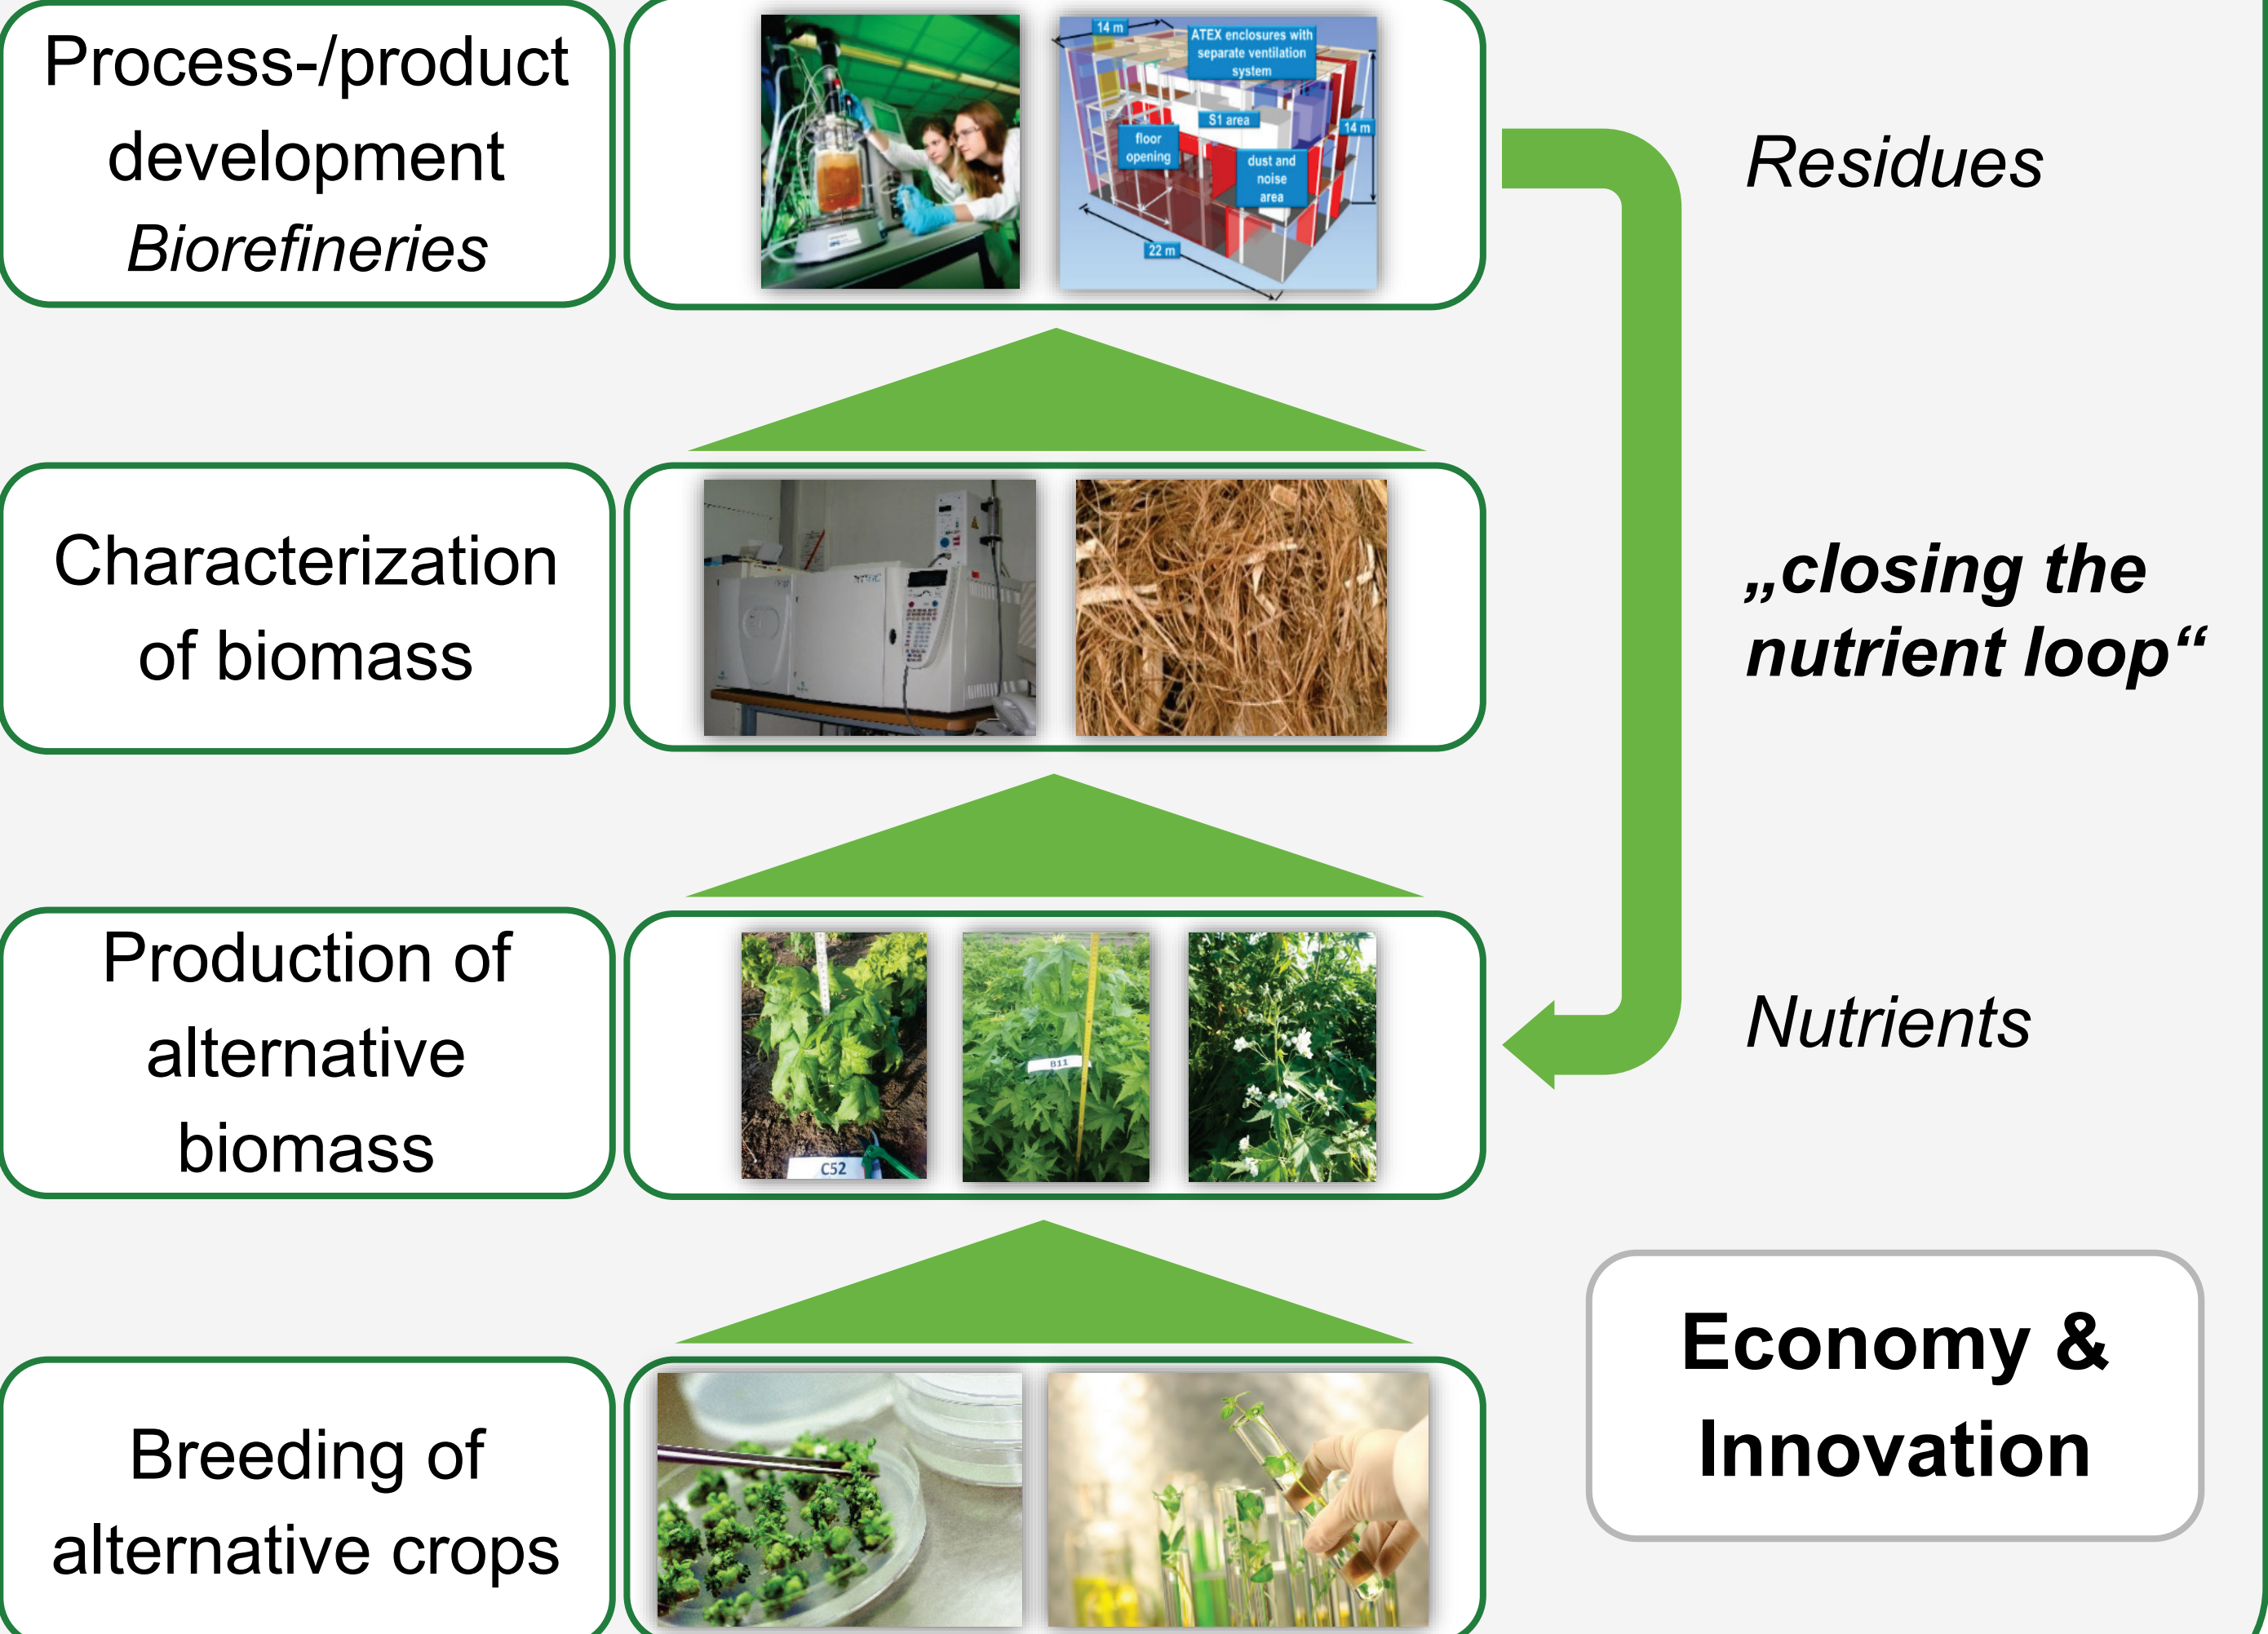 Process-/product
development
Biorefineries
14 m
ATEX enclosures with
separate ventilation
system
S1 area
floor
opening
14 m
dust and
noise
area
22 m
Residues
Characterization
of biomass
„closing the
nutrient loop“
Production of
alternative
biomass
C52
B11
Nutrients
Breeding of
alternative crops
Economy &
Innovation